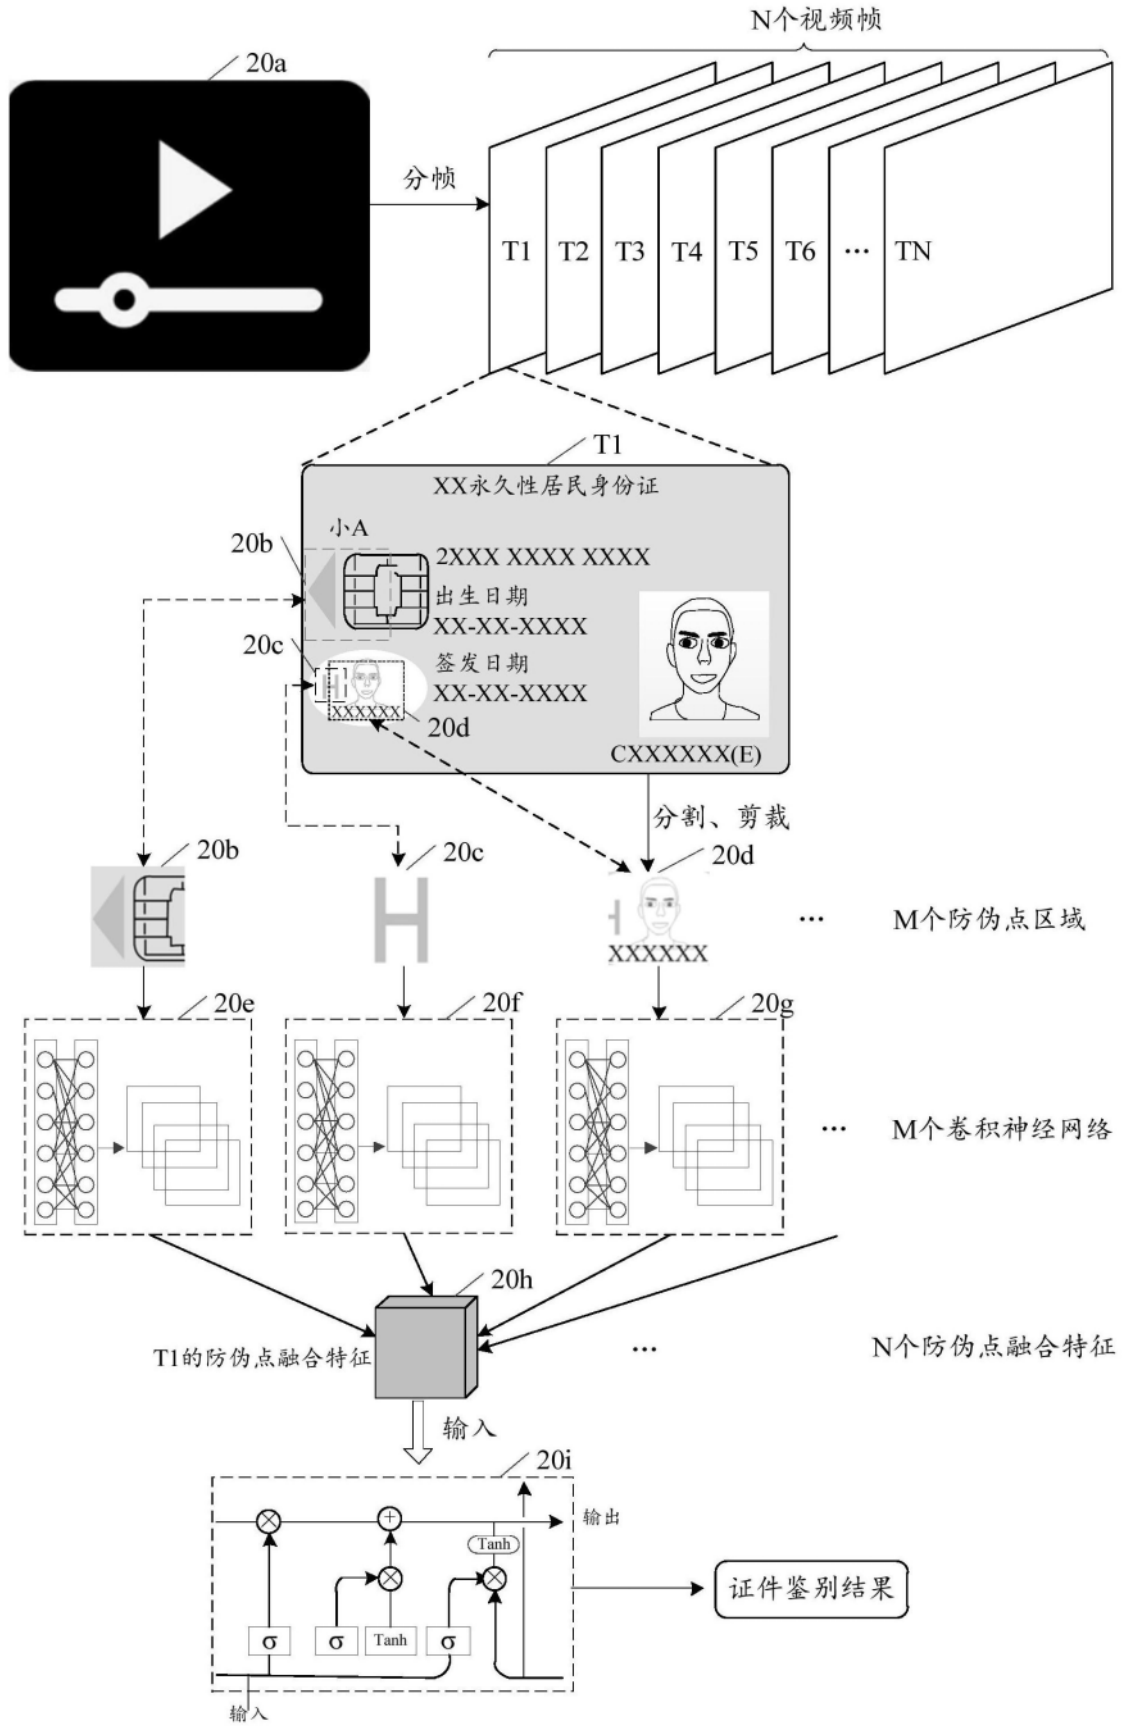 N个视频帧
20a
分帧
T1 T2 T3 T4 T5 T6 ... TN
T1
XX永久性居民身份证
小A
20b
2XXX XXXX XXXX
出生日期
XX-XX-XXXX
20c
签发日期
XX-XX-XXXX
H
XXXXXX
20d
CXXXXXX(E)
分割、剪裁
20b
20c
20d
H
H
XXXXXX
...
M个防伪点区域
20e
20f
20g
...
M个卷积神经网络
20h
T1的防伪点融合特征
...
N个防伪点融合特征
输入
20i
输出
Tanh
σ
σ
Tanh
σ
证件鉴别结果
输入